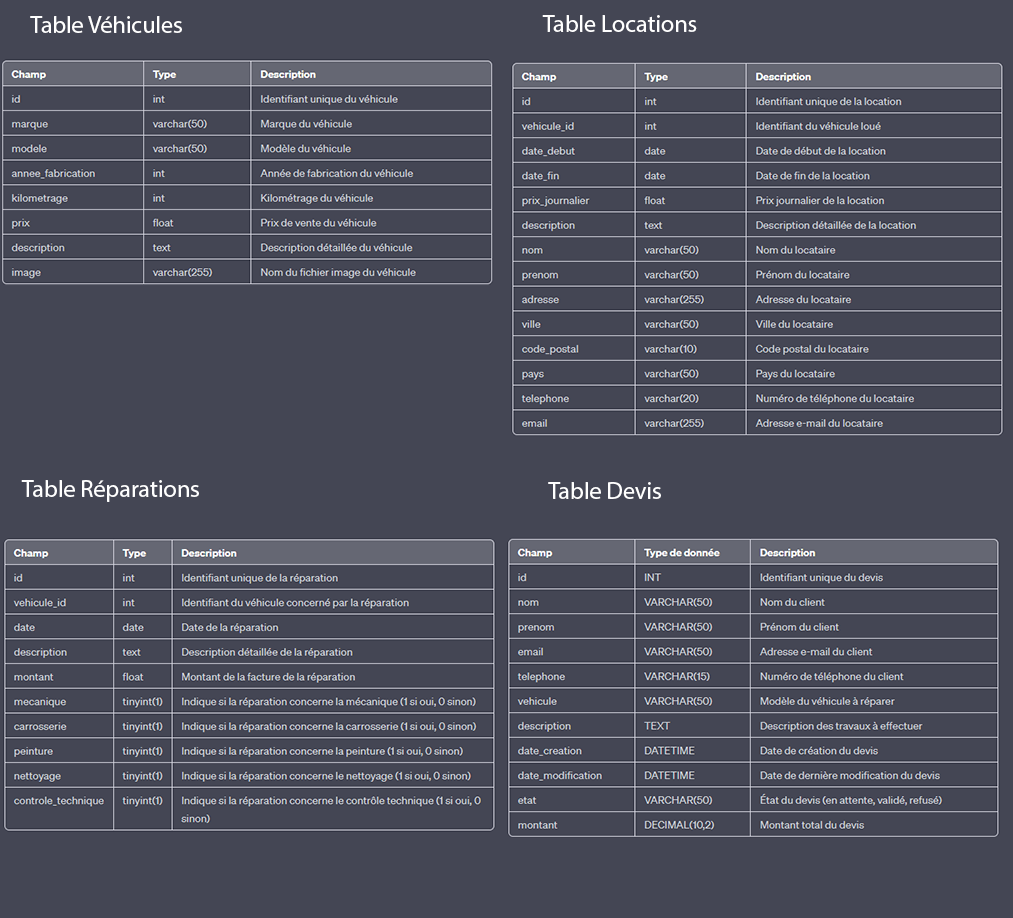 Table Véhicules
Champ Type Description
id int Identifiant unique du véhicule
marque varchar(50) Marque du véhicule
modele varchar(50) Modèle du véhicule
annee_fabrication int Année de fabrication du véhicule
kilometrage int Kilométrage du véhicule
prix float Prix de vente du véhicule
description text Description détaillée du véhicule
image varchar(255) Nom du fichier image du véhicule
Table Locations
Champ Type Description
id int Identifiant unique de la location
vehicule_id int Identifiant du véhicule loué
date_debut date Date de début de la location
date_fin date Date de fin de la location
prix_journalier float Prix journalier de la location
description text Description détaillée de la location
nom varchar(50) Nom du locataire
prenom varchar(50) Prénom du locataire
adresse varchar(255) Adresse du locataire
ville varchar(50) Ville du locataire
code_postal varchar(10) Code postal du locataire
pays varchar(50) Pays du locataire
telephone varchar(20) Numéro de téléphone du locataire
email varchar(255) Adresse e-mail du locataire
Table Réparations
Champ Type Description
id int Identifiant unique de la réparation
vehicule_id int Identifiant du véhicule concerné par la réparation
date date Date de la réparation
description text Description détaillée de la réparation
montant float Montant de la facture de la réparation
mecanique tinyint(1) Indique si la réparation concerne la mécanique (1 si oui, 0 sinon)
carrosserie tinyint(1) Indique si la réparation concerne la carrosserie (1 si oui, 0 sinon)
peinture tinyint(1) Indique si la réparation concerne la peinture (1 si oui, 0 sinon)
nettoyage tinyint(1) Indique si la réparation concerne le nettoyage (1 si oui, 0 sinon)
controle_technique tinyint(1) Indique si la réparation concerne le contrôle technique (1 si oui, 0
sinon)
Table Devis
Champ Type de donnée Description
id INT Identifiant unique du devis
nom VARCHAR(50) Nom du client
prenom VARCHAR(50) Prénom du client
email VARCHAR(50) Adresse e-mail du client
telephone VARCHAR(15) Numéro de téléphone du client
vehicule VARCHAR(50) Modèle du véhicule à réparer
description TEXT Description des travaux à effectuer
date_creation DATETIME Date de création du devis
date_modification DATETIME Date de dernière modification du devis
etat VARCHAR(50) État du devis (en attente, validé, refusé)
montant DECIMAL(10,2) Montant total du devis